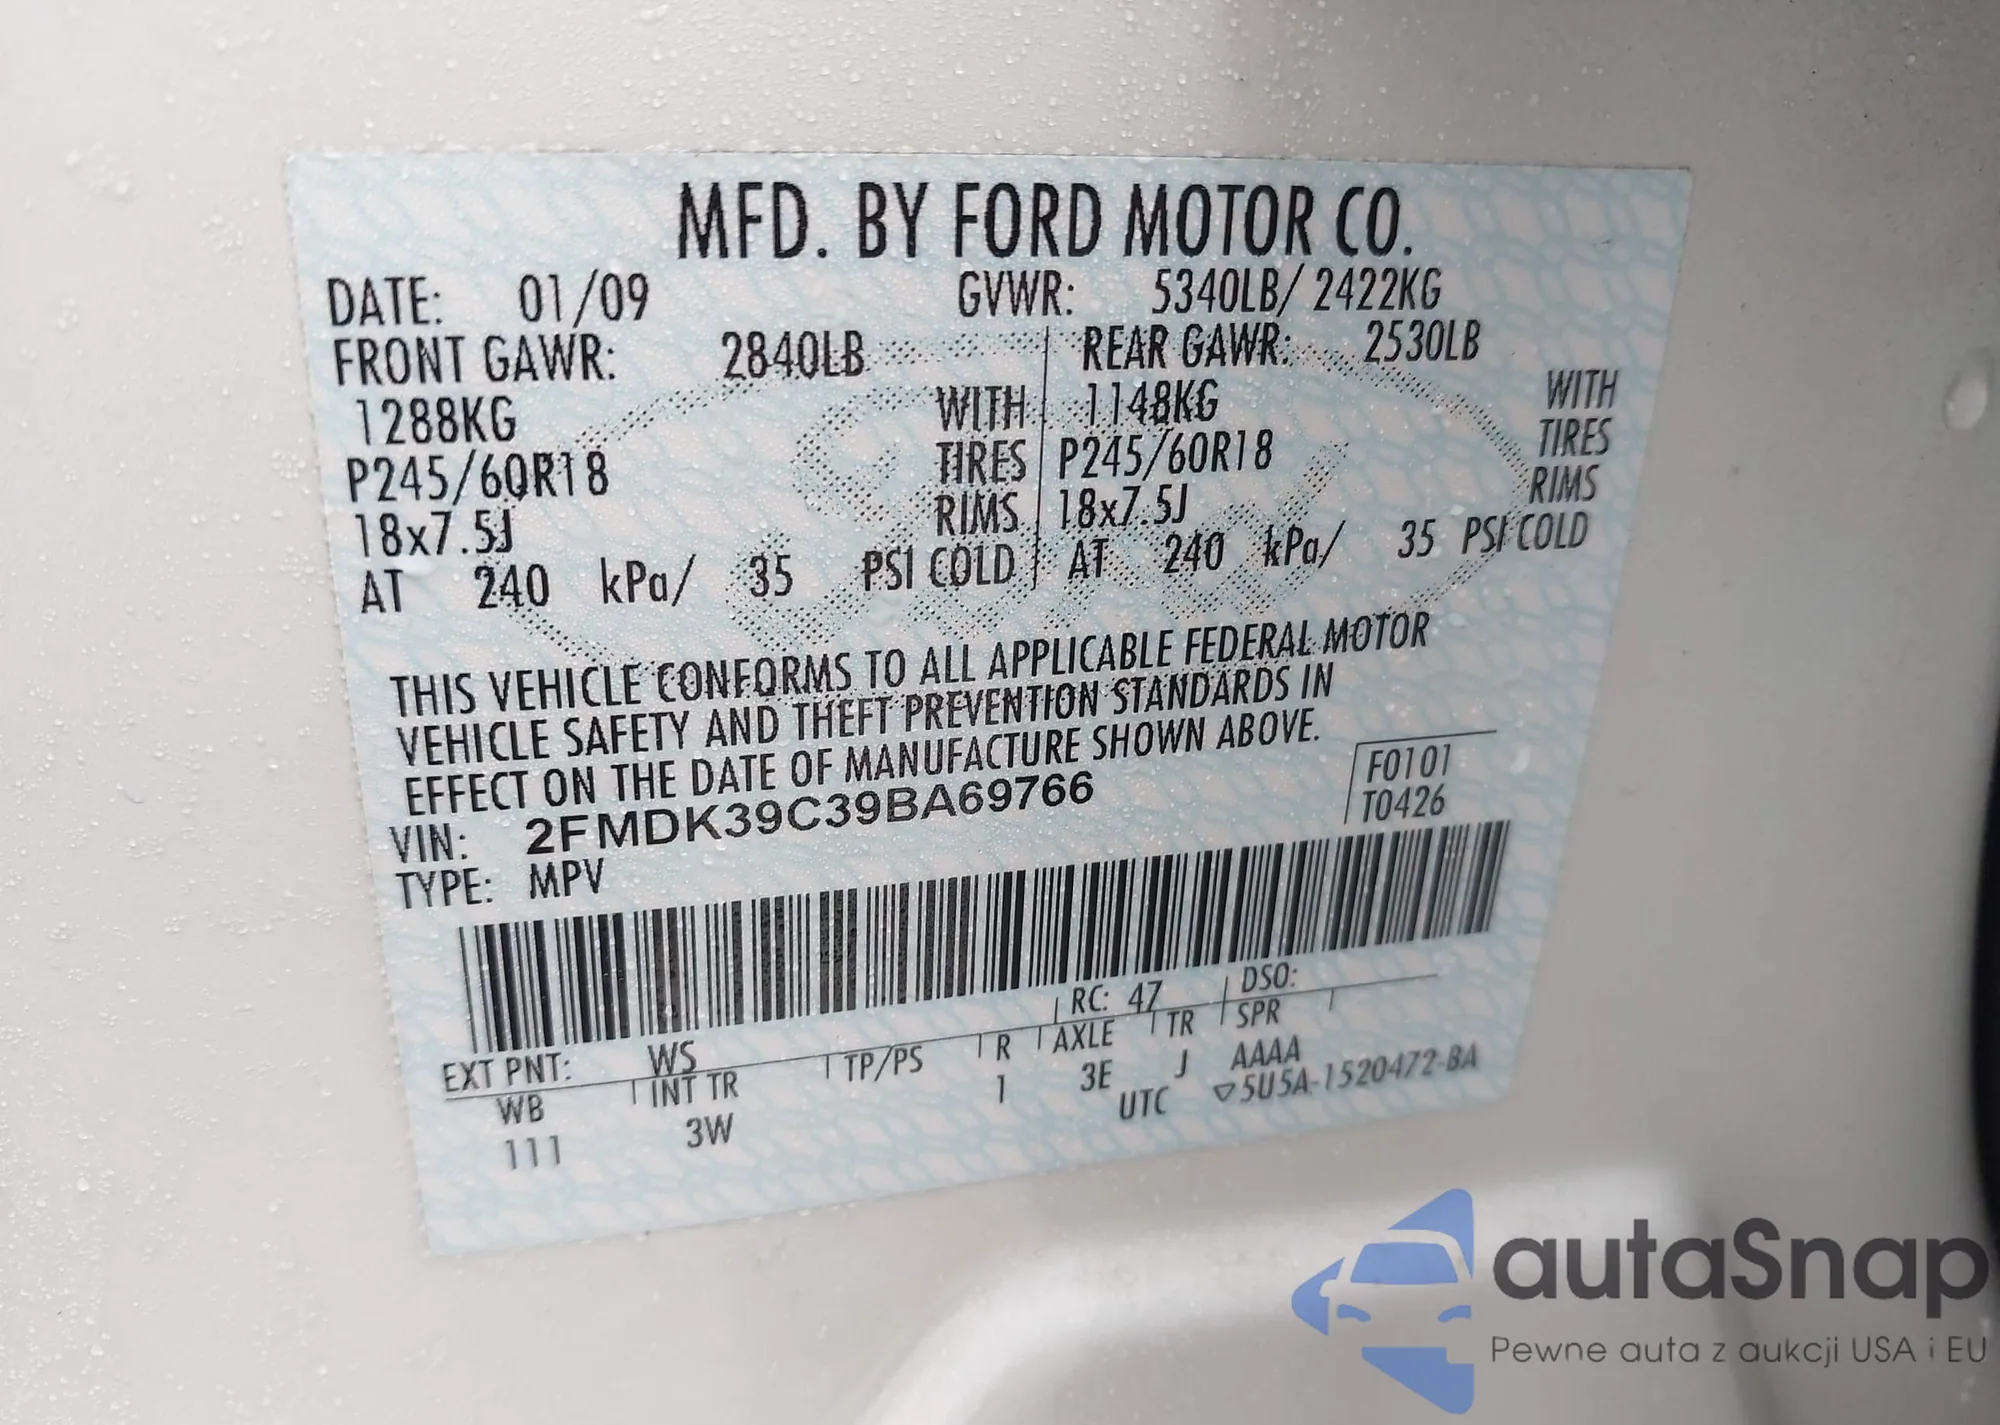 MFD. BY FORD MOTOR CO.
DATE: 01/09 GVWR: 5340LB/ 2422KG
FRONT GAWR: 2840LB REAR GAWR: 2530LB
1288KG WITH 1148KG WITH
P245/60R18 TIRES P245/60R18 TIRES
18x7.5J RIMS 18x7.5J RIMS
AT 240 kPa/ 35 PSI COLD AT 240 kPa/ 35 PSI COLD
THIS VEHICLE CONFORMS TO ALL APPLICABLE FEDERAL MOTOR
VEHICLE SAFETY AND THEFT PREVENTION STANDARDS IN
EFFECT ON THE DATE OF MANUFACTURE SHOWN ABOVE.
F0101
VIN: 2FMDK39C39BA69766 T0426
TYPE: MPV
RC: 47 DSO:
EXT PNT: WS
WB INT TR TP/PS R AXLE TR SPR
111 3W 1 3E J AAAA
UTC ▽5U5A-1520472-BA
autaSnap
Pewne auta z aukcji USA i EU